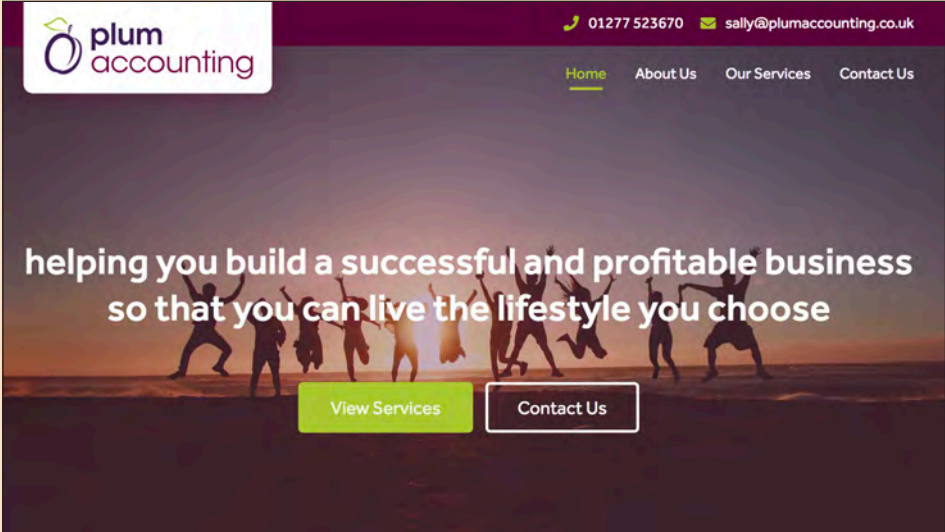 plum
accounting
01277 523670
sally@plumaccounting.co.uk
Home
About Us
Our Services
Contact Us
helping you build a successful and profitable business
so that you can live the lifestyle you choose
View Services
Contact Us